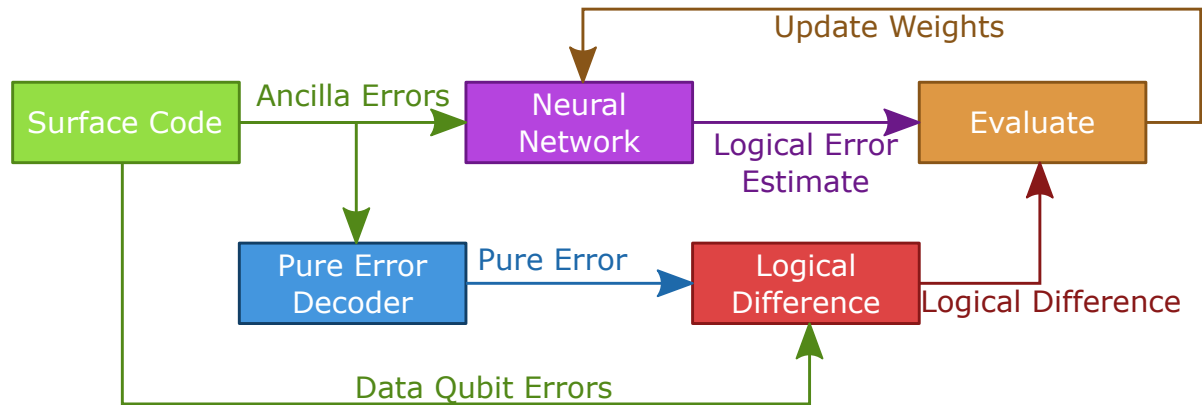 Update Weights
Surface Code
Ancilla Errors
Neural
Network
Logical Error
Estimate
Evaluate
Pure Error
Decoder
Pure Error
Logical
Difference
Logical Difference
Data Qubit Errors